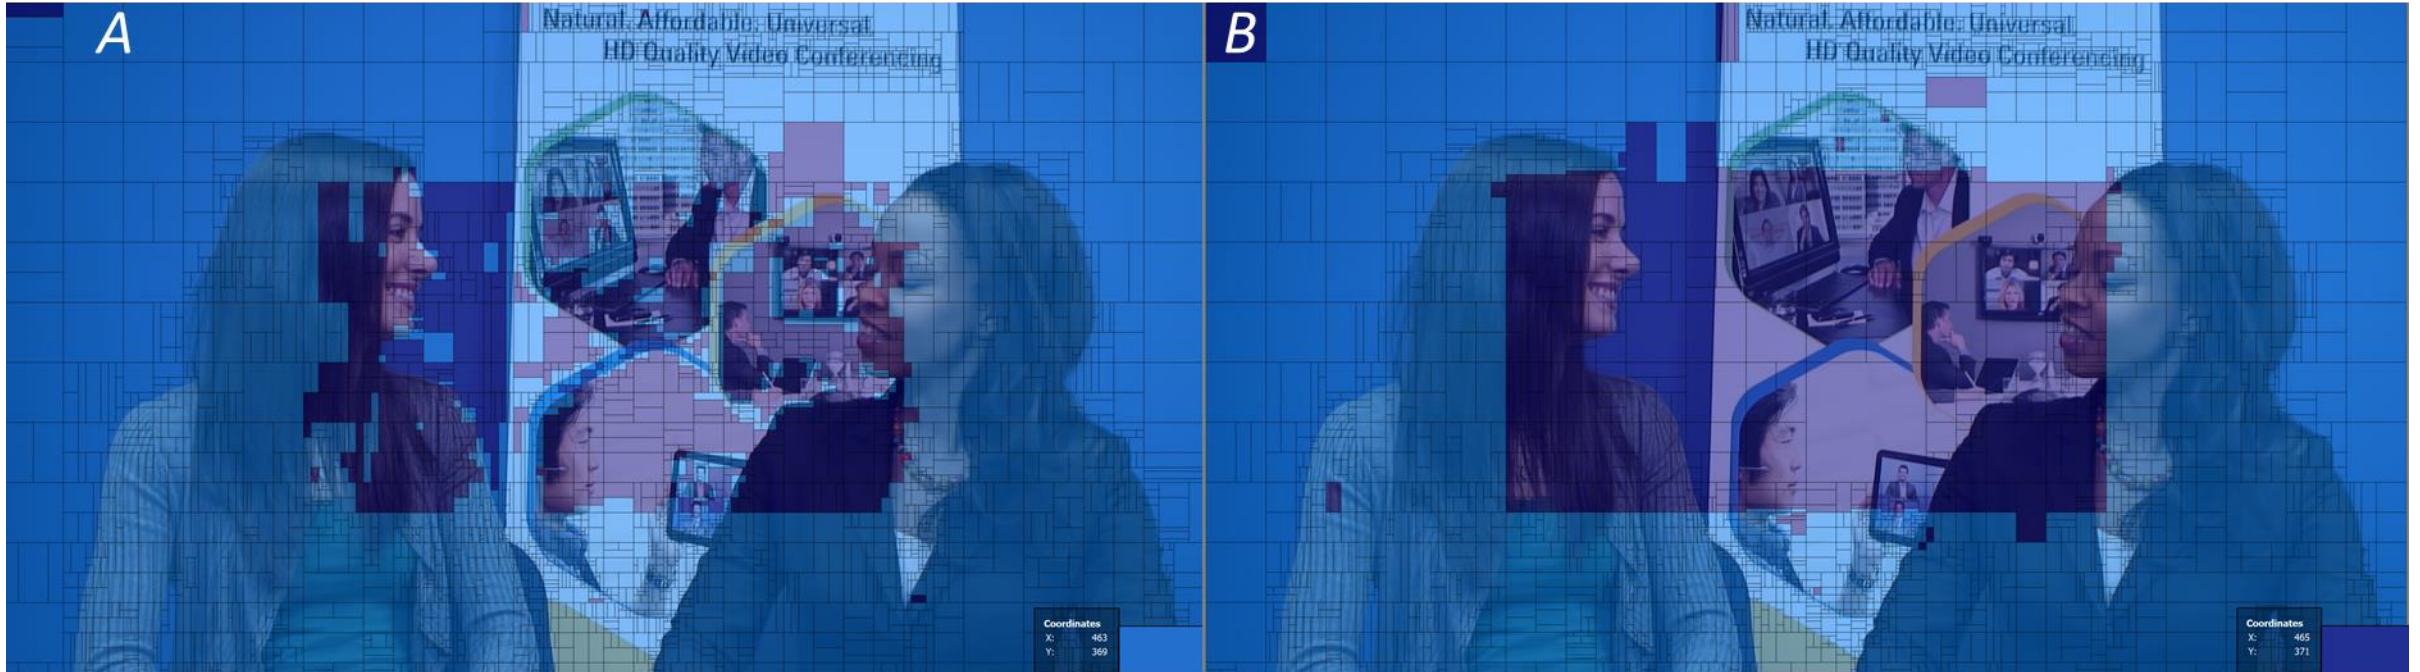 A
Natural. Affordable. Universal.
HD Quality Video Conferencing
Coordinates
X: 463
Y: 369
B
Natural. Affordable. Universal.
HD Quality Video Conferencing
Coordinates
X: 465
Y: 371